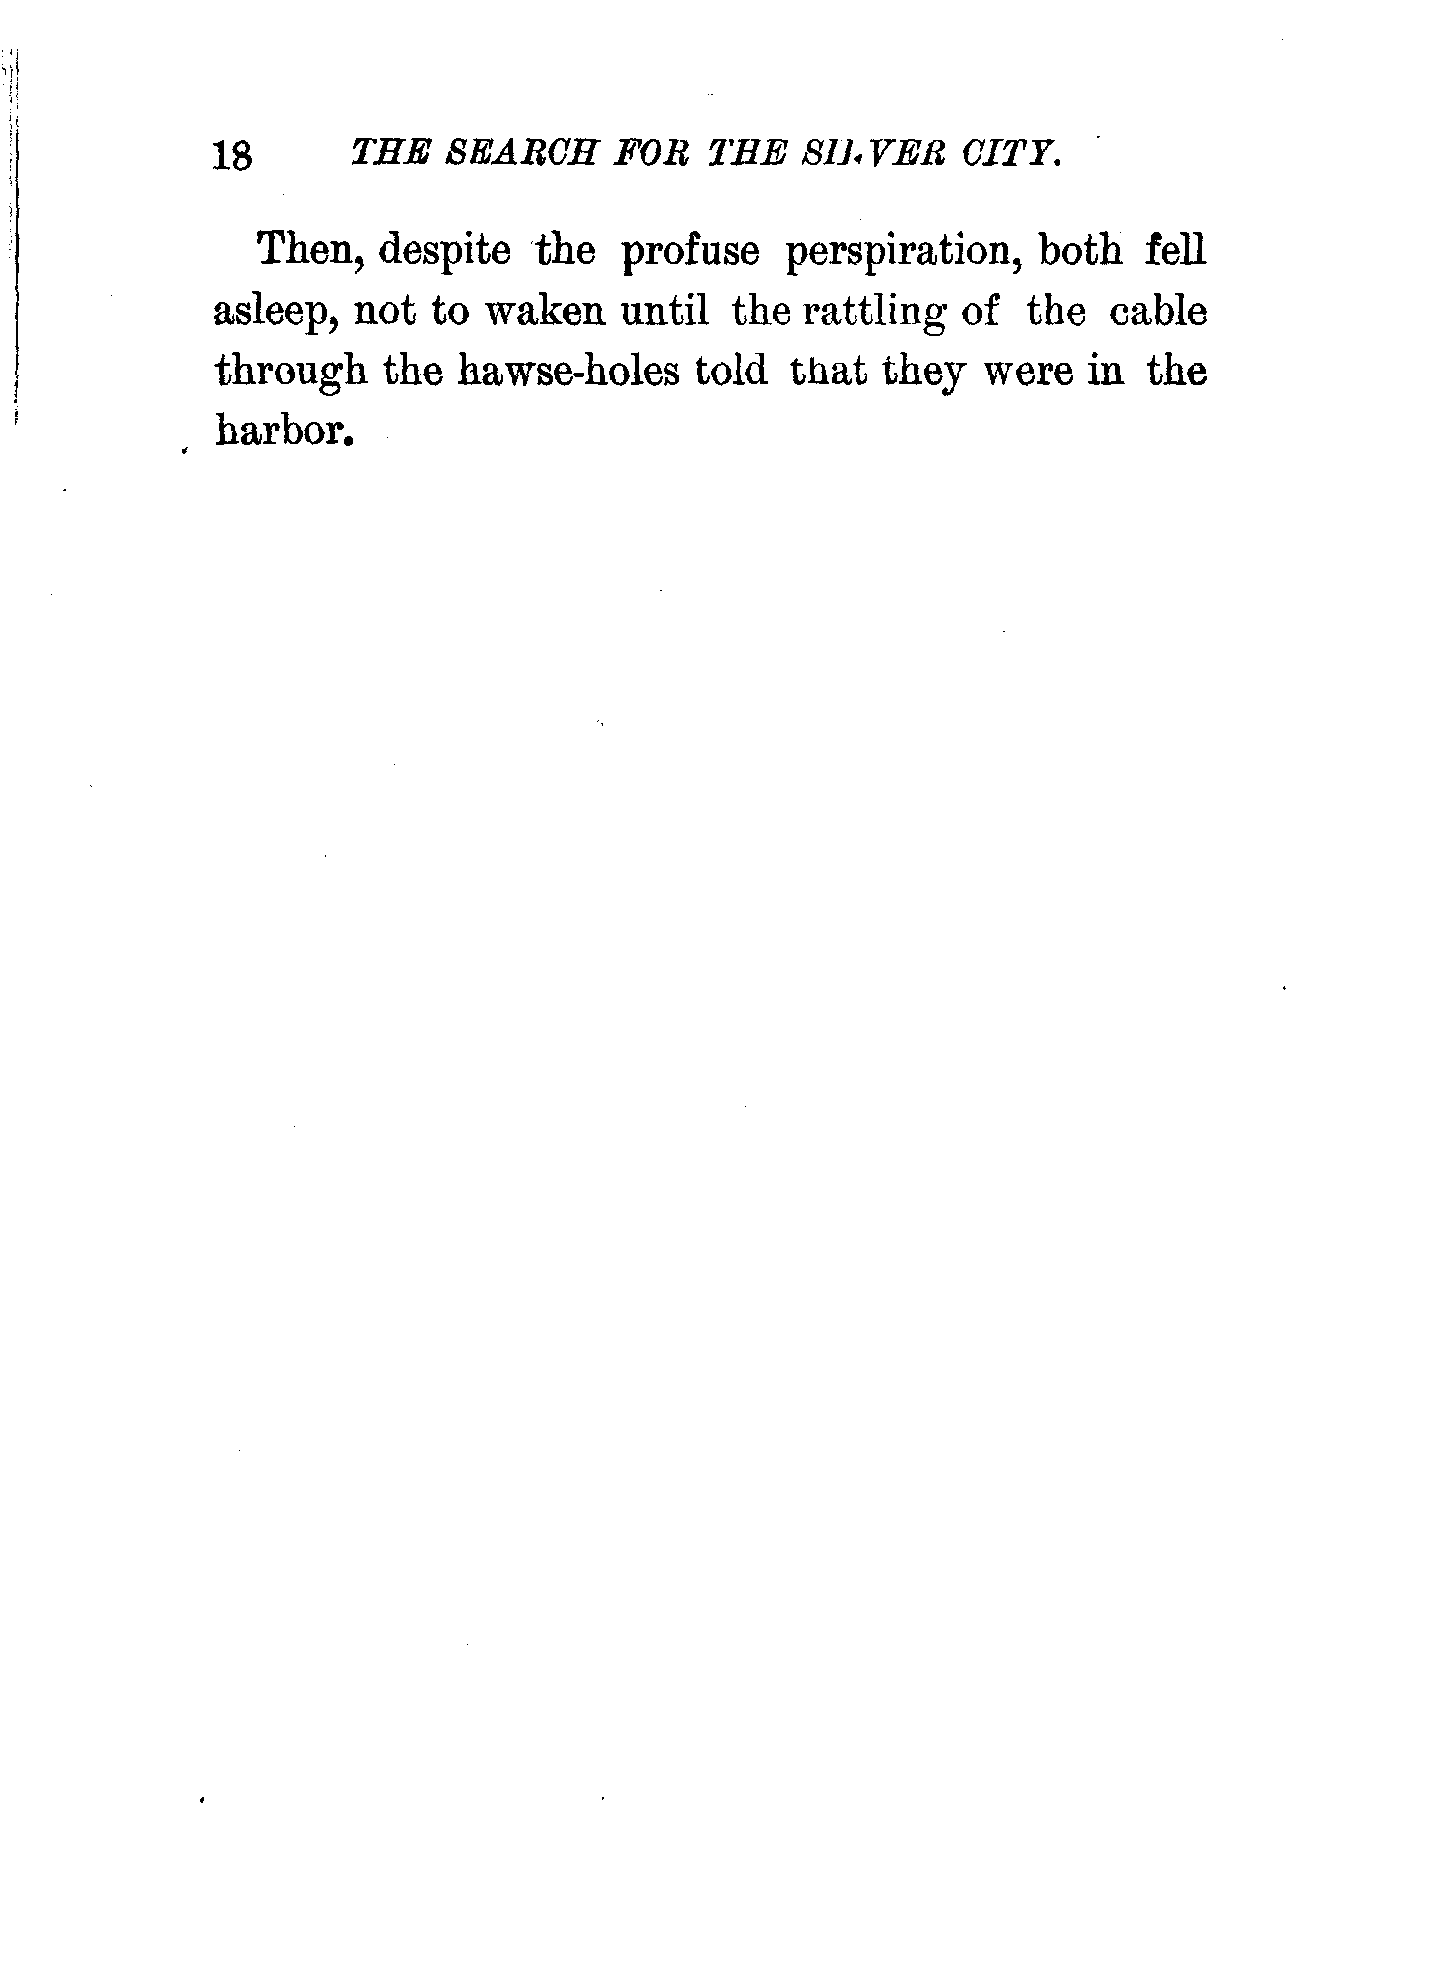 18 THE SEARCH FOR THE SILVER CITY.
Then, despite the profuse perspiration, both fell
asleep, not to waken until the rattling of the cable
through the hawse-holes told that they were in the
harbor.